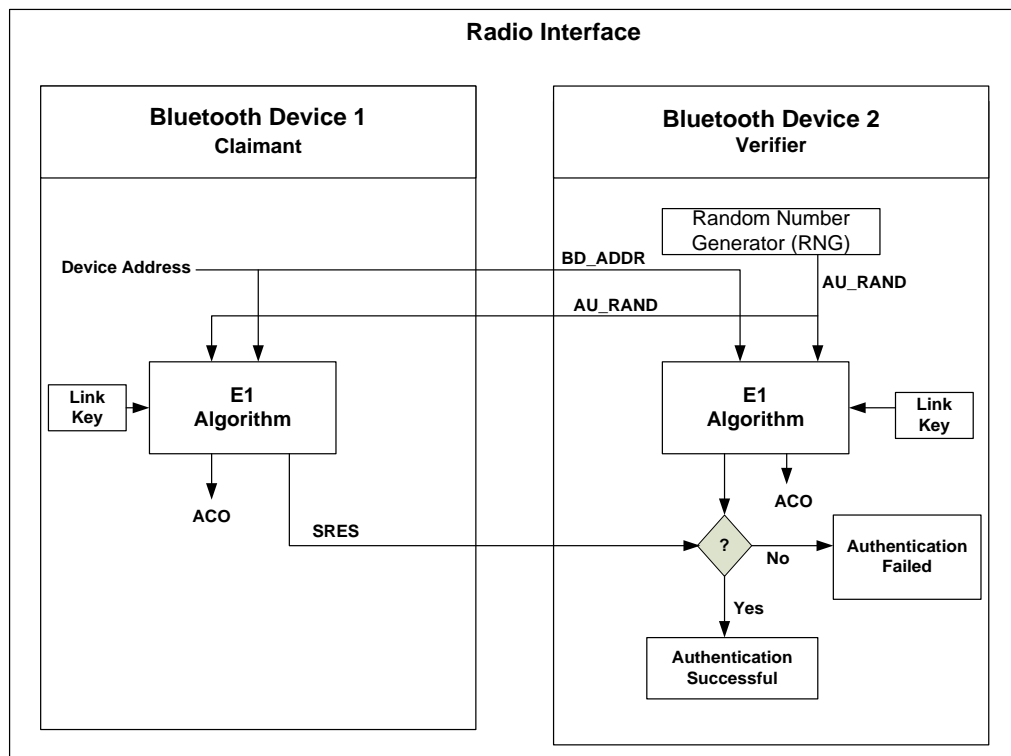 Radio Interface
Bluetooth Device 1
Claimant
Bluetooth Device 2
Verifier
Random Number
Generator (RNG)
Device Address
BD_ADDR
AU_RAND
AU_RAND
Link
Key
E1
Algorithm
E1
Algorithm
Link
Key
ACO
ACO
SRES
?
No
Authentication
Failed
Yes
Authentication
Successful